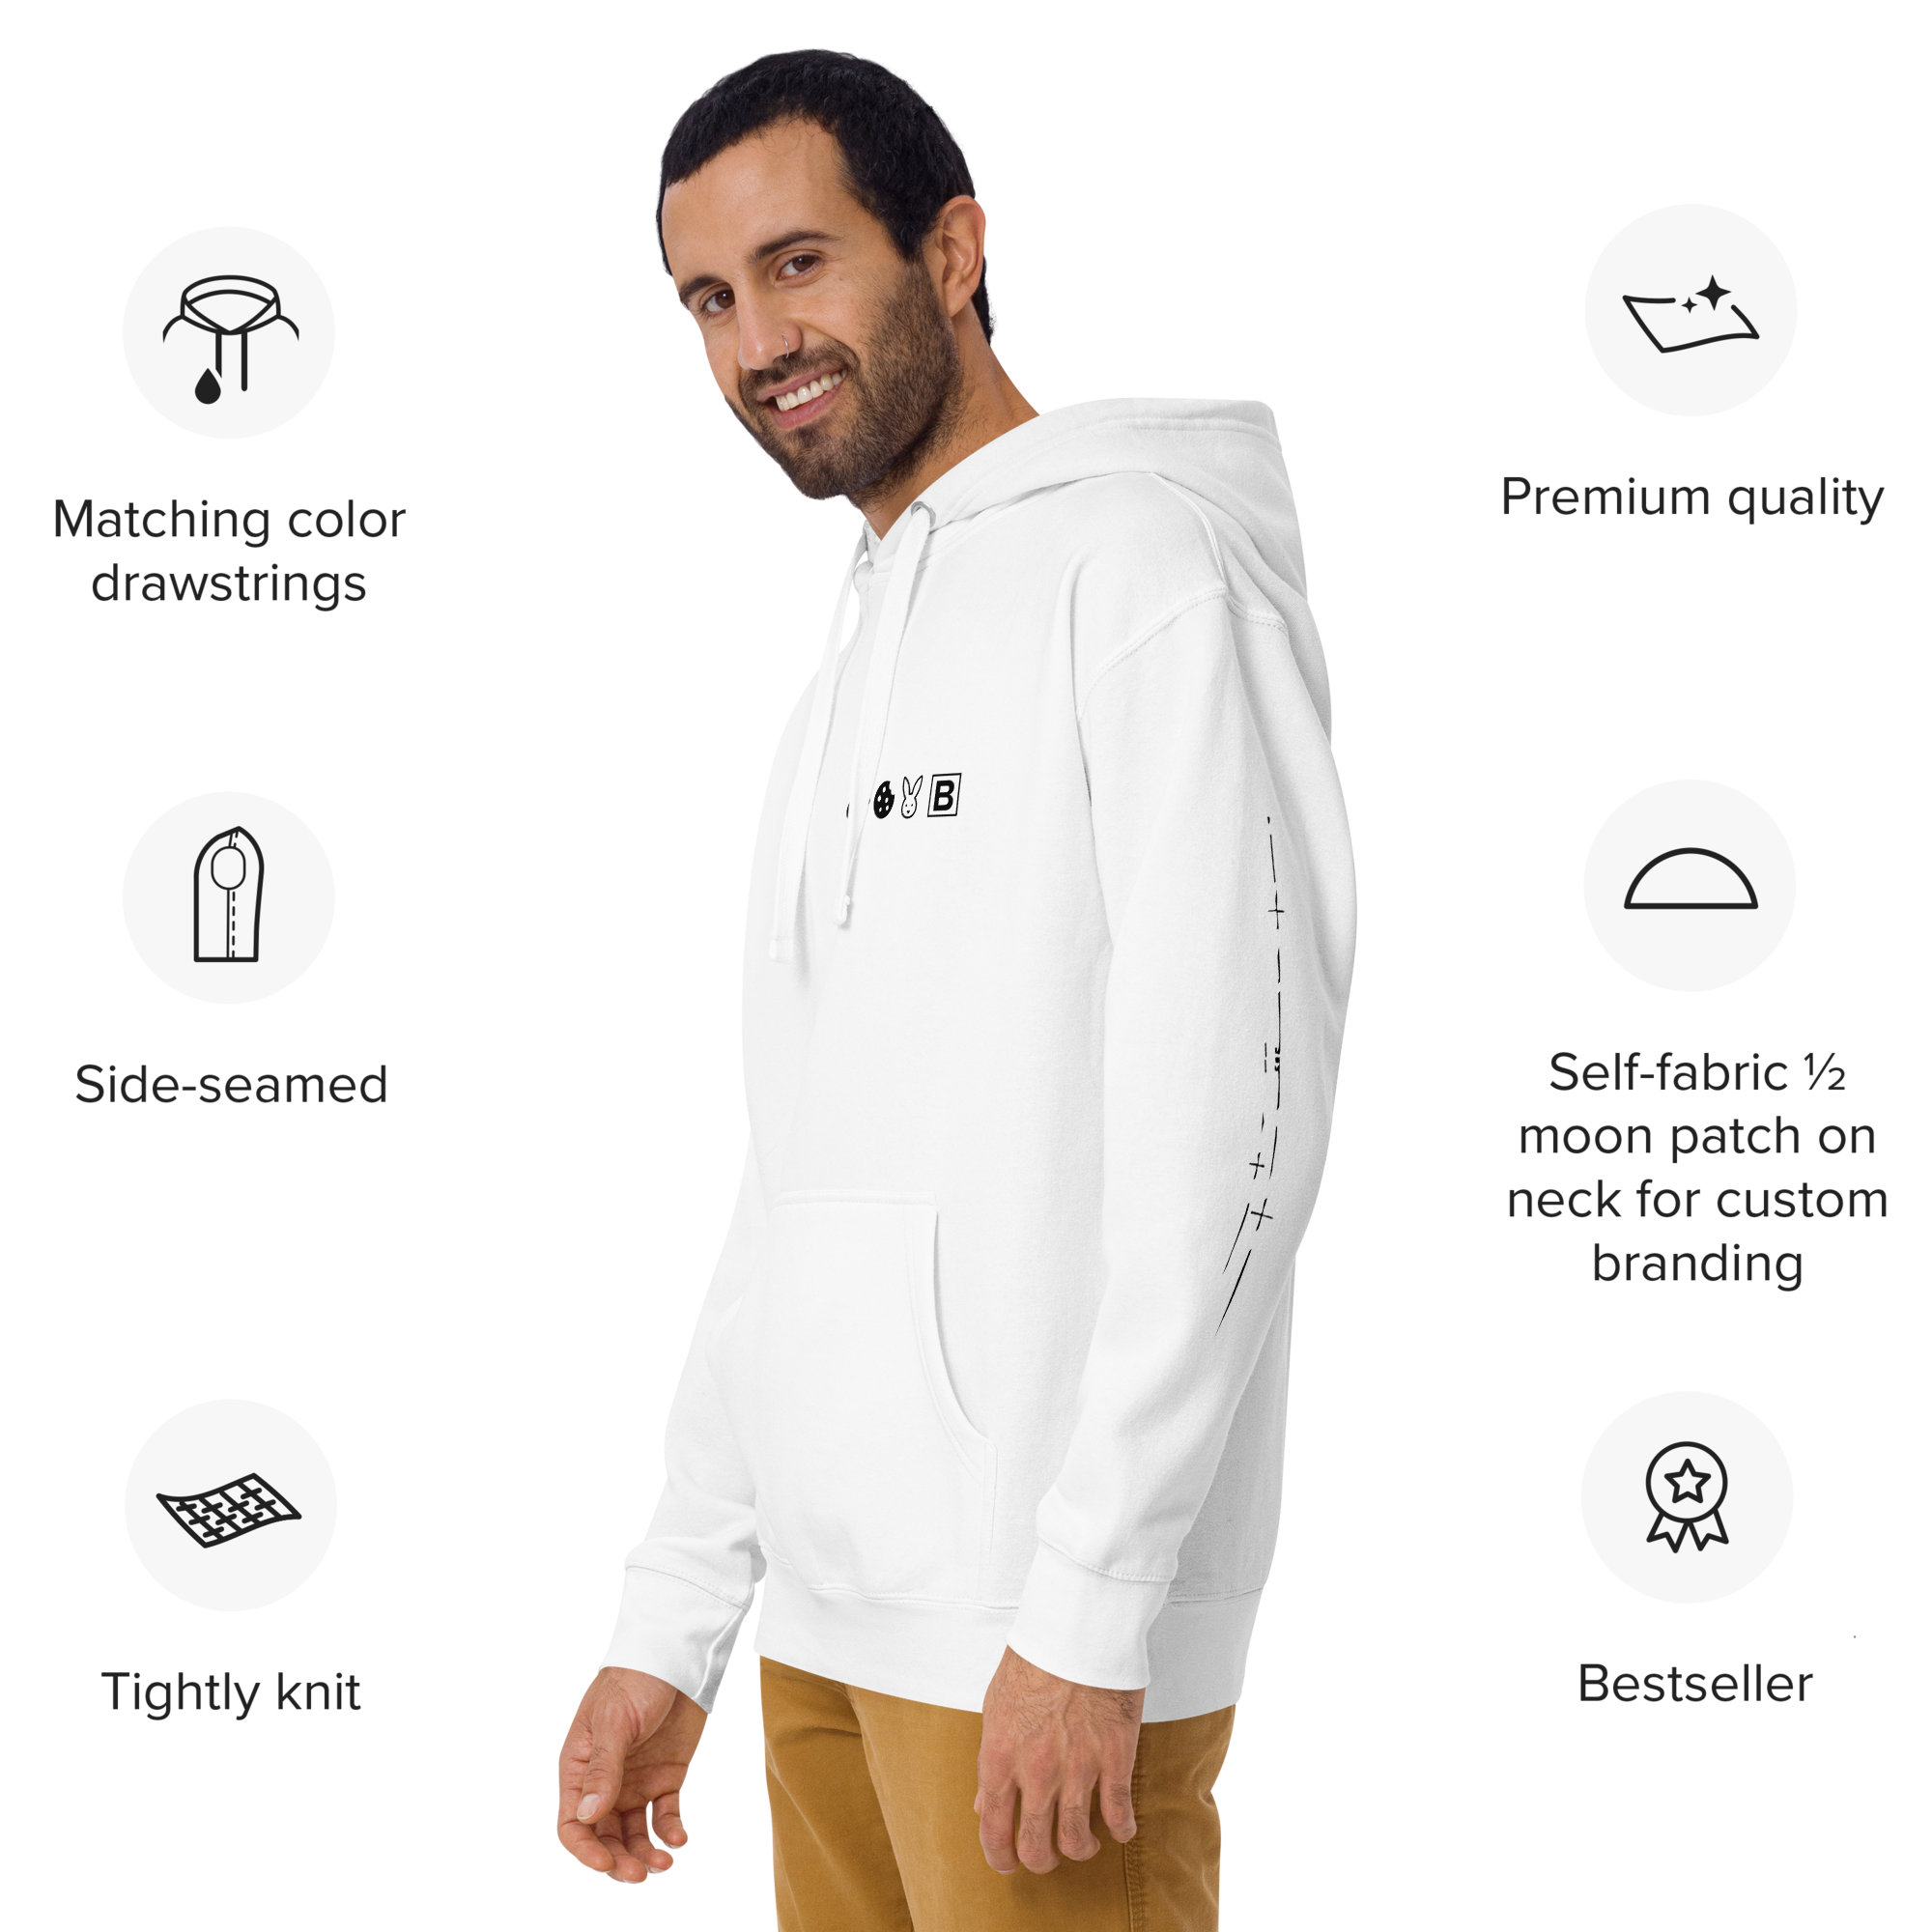 Matching color
drawstrings
Side-seamed
Tightly knit
B
Premium quality
Self-fabric ½
moon patch on
neck for custom
branding
Bestseller